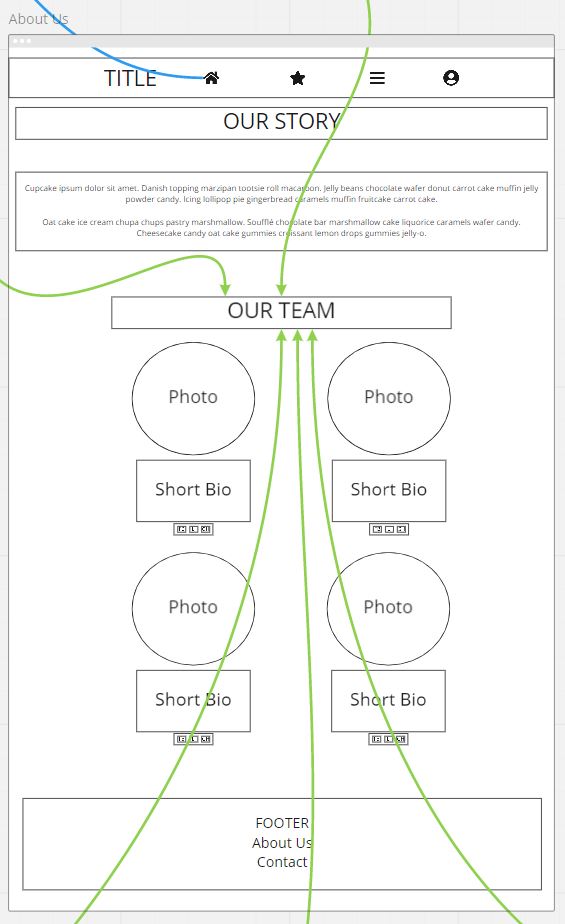 About Us
TITLE
OUR STORY
Cupcake ipsum dolor sit amet. Danish topping marzipan tootsie roll macaroon. Jelly beans chocolate wafer donut carrot cake muffin jelly
powder candy. Icing lollipop pie gingerbread caramels muffin fruitcake carrot cake.
Oat cake ice cream chupa chups pastry marshmallow. Soufflé chocolate bar marshmallow cake liquorice caramels wafer candy.
Cheesecake candy oat cake gummies croissant lemon drops gummies jelly-o.
OUR TEAM
Photo
Photo
Short Bio
Short Bio
Photo
Photo
Short Bio
Short Bio
FOOTER
About Us
Contact